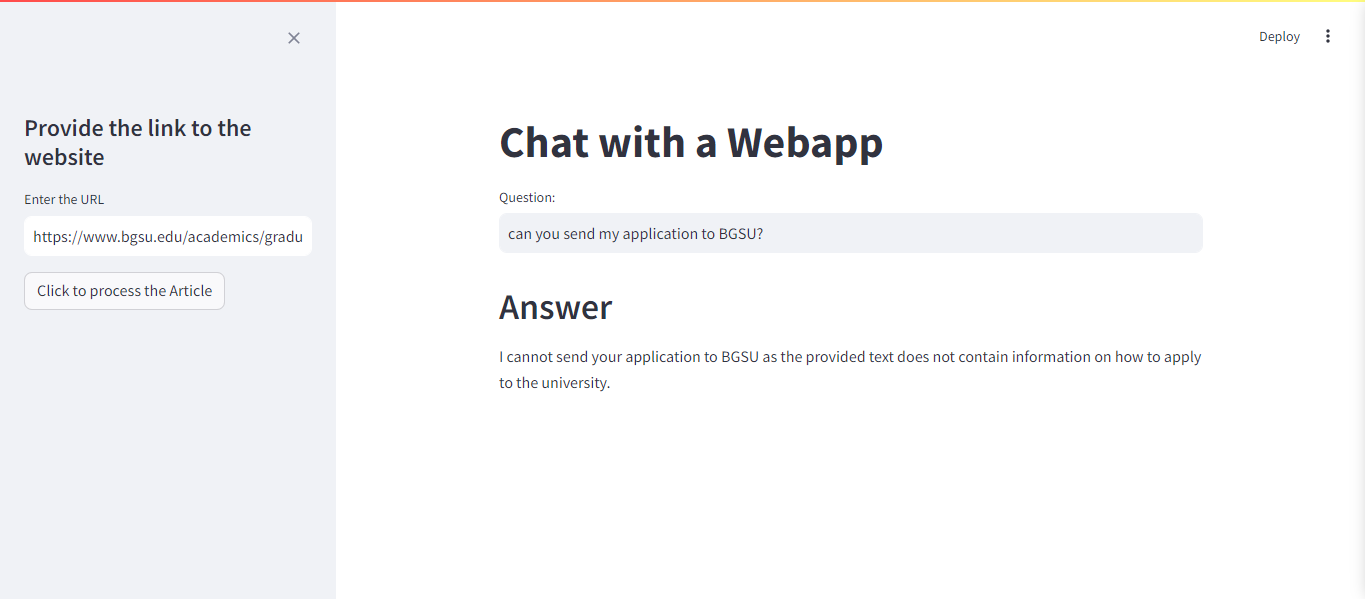 Deploy
Provide the link to the
website
Enter the URL
https://www.bgsu.edu/academics/gradu
Click to process the Article
Chat with a Webapp
Question:
can you send my application to BGSU?
Answer
I cannot send your application to BGSU as the provided text does not contain information on how to apply
to the university.